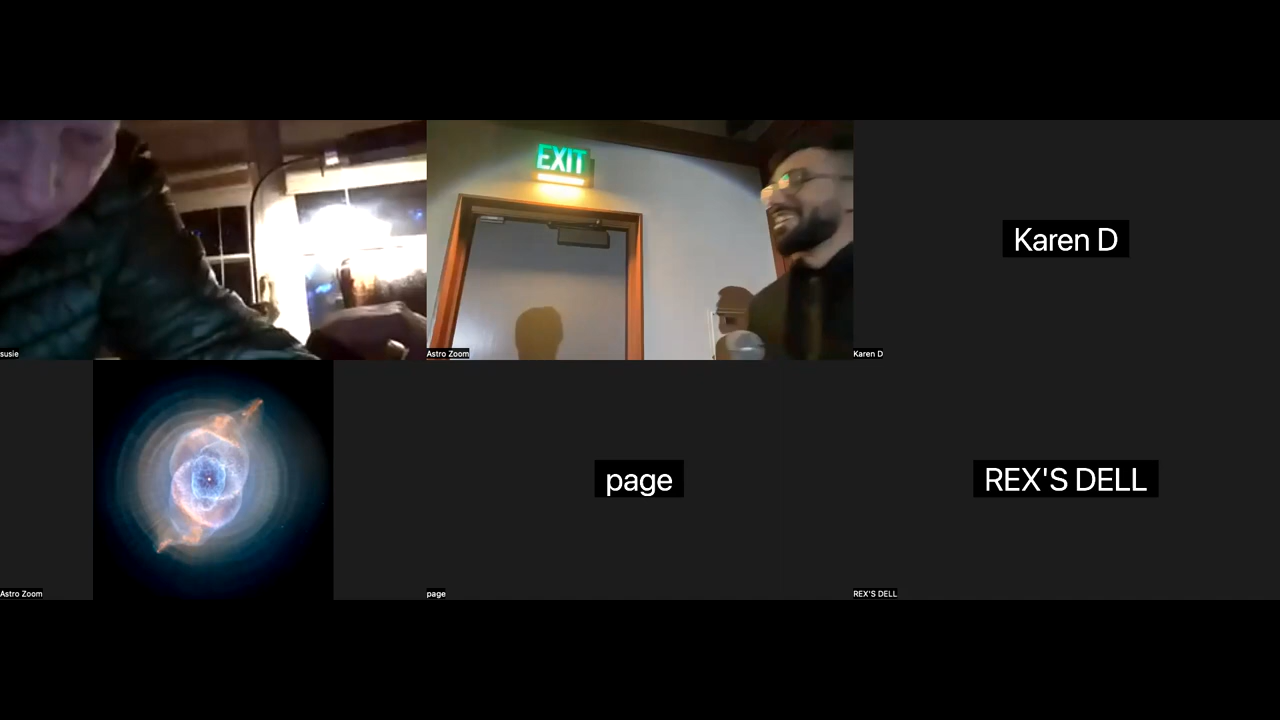 EXIT
Karen D
susie
Astro Zoom
Karen D
page
REX'S DELL
Astro Zoom
page
REX'S DELL